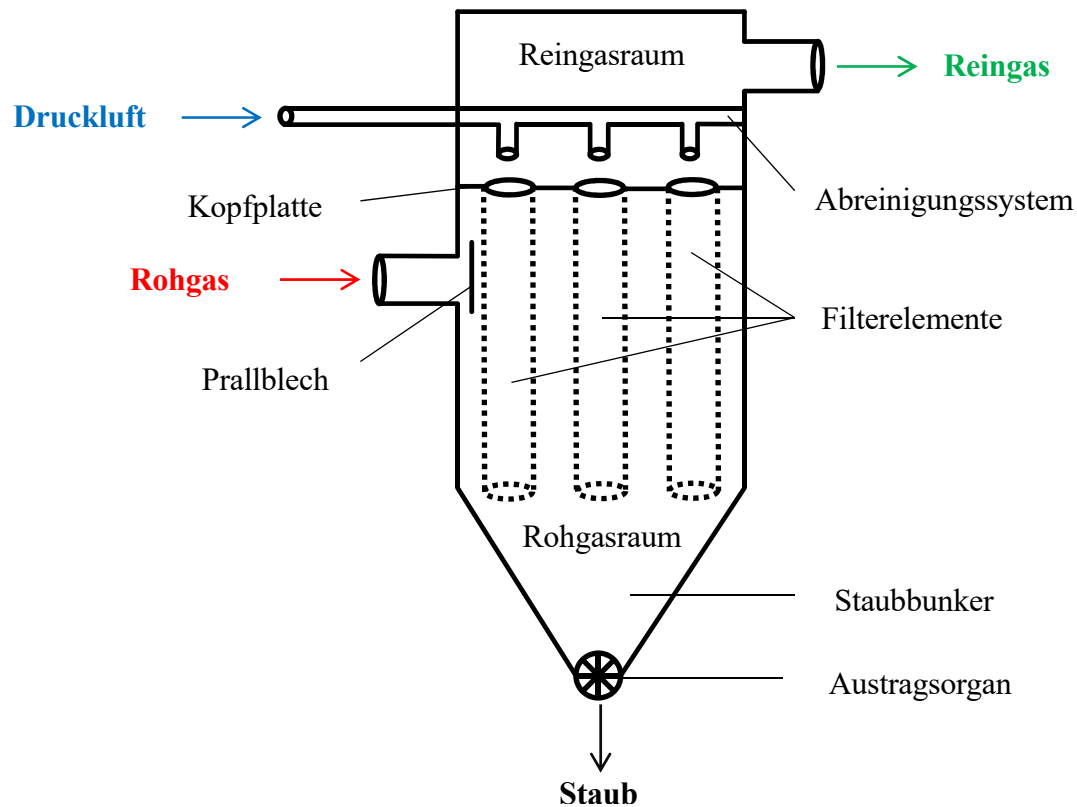 Reingasraum
Reingas
Druckluft
Kopfplatte
Abreinigungssystem
Rohgas
Filterelemente
Prallblech
Rohgasraum
Staubbunker
Austragsorgan
Staub